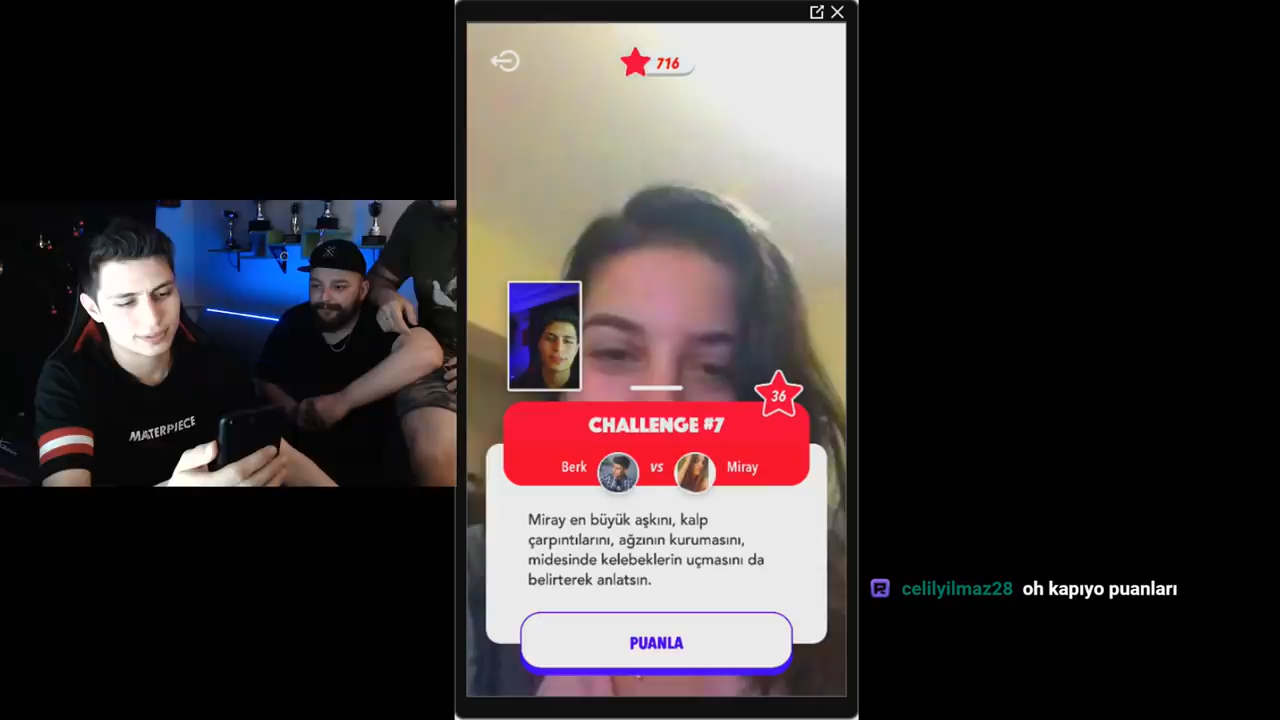 716
MAATERPIECE
36
CHALLENGE #7
Berk vs Miray
Miray en büyük aşkını, kalp
çarpıntılarını, ağzının kurumasını,
midesinde kelebeklerin uçmasını da
belirterek anlatsın.
PUANLA
celilyilmaz28 oh kapıyo puanları